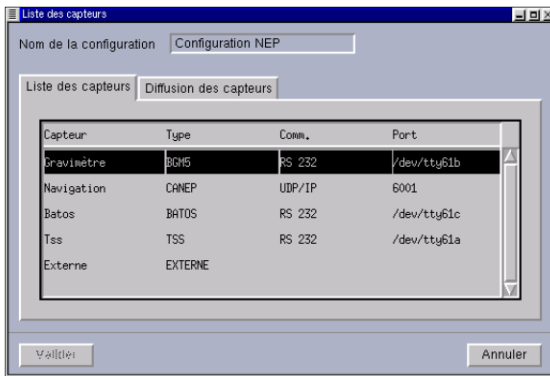 Liste des capteurs
Nom de la configuration Configuration NEP
Liste des capteurs Diffusion des capteurs
Capteur Type Comm. Port
Gravimètre BGM5 RS 232 /dev/tty61b
Navigation CANEP UDP/IP 6001
Batos BATOS RS 232 /dev/tty61c
Tss TSS RS 232 /dev/tty61a
Externe EXTERNE
Valider Annuler